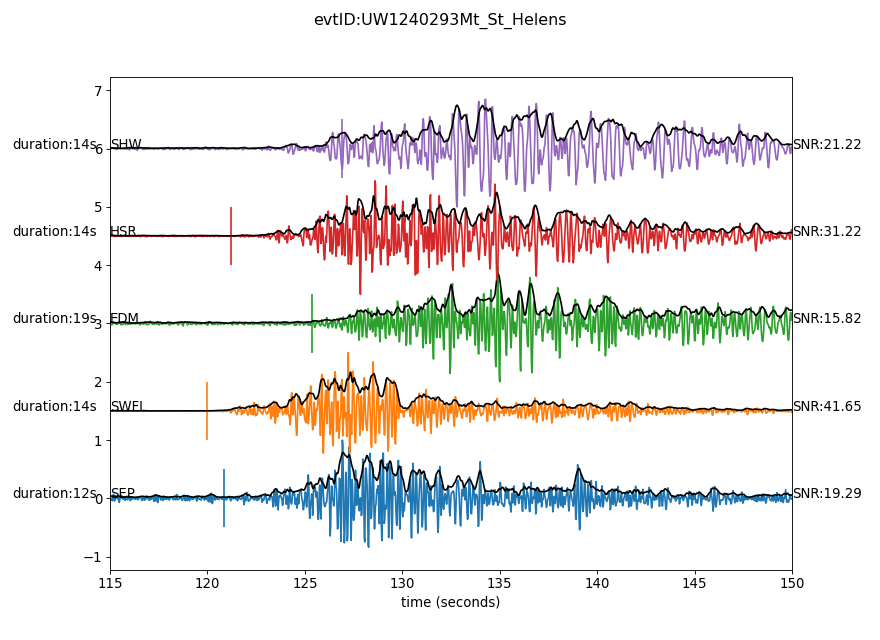 evtID:UW1240293Mt_St_Helens
7
duration:14s 6 SHW SNR:21.22
5
duration:14s HSR SNR:31.22
4
duration:19s 3 EDM SNR:15.82
2
duration:14s SWFL SNR:41.65
1
duration:12s 0 SEP SNR:19.29
−1
115 120 125 130 135 140 145 150
time (seconds)